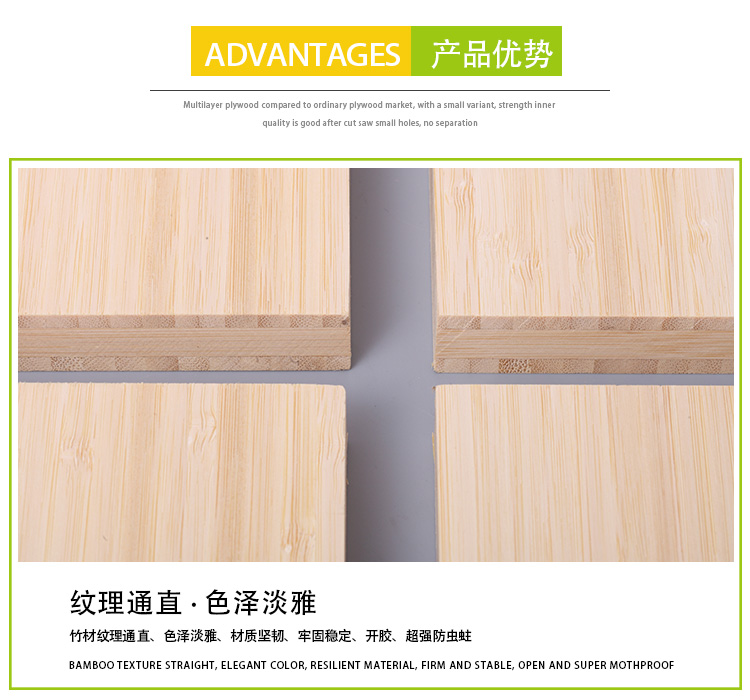 ADVANTAGES 产品优势
Multilayer plywood compared to ordinary plywood market, with a small variant, strength inner
quality is good after cut saw small holes, no separation
纹理通直·色泽淡雅
竹材纹理通直、色泽淡雅、材质坚韧、牢固稳定、开胶、超强防虫蛀
BAMBOO TEXTURE STRAIGHT, ELEGANT COLOR, RESILIENT MATERIAL, FIRM AND STABLE, OPEN AND SUPER MOTHPROOF